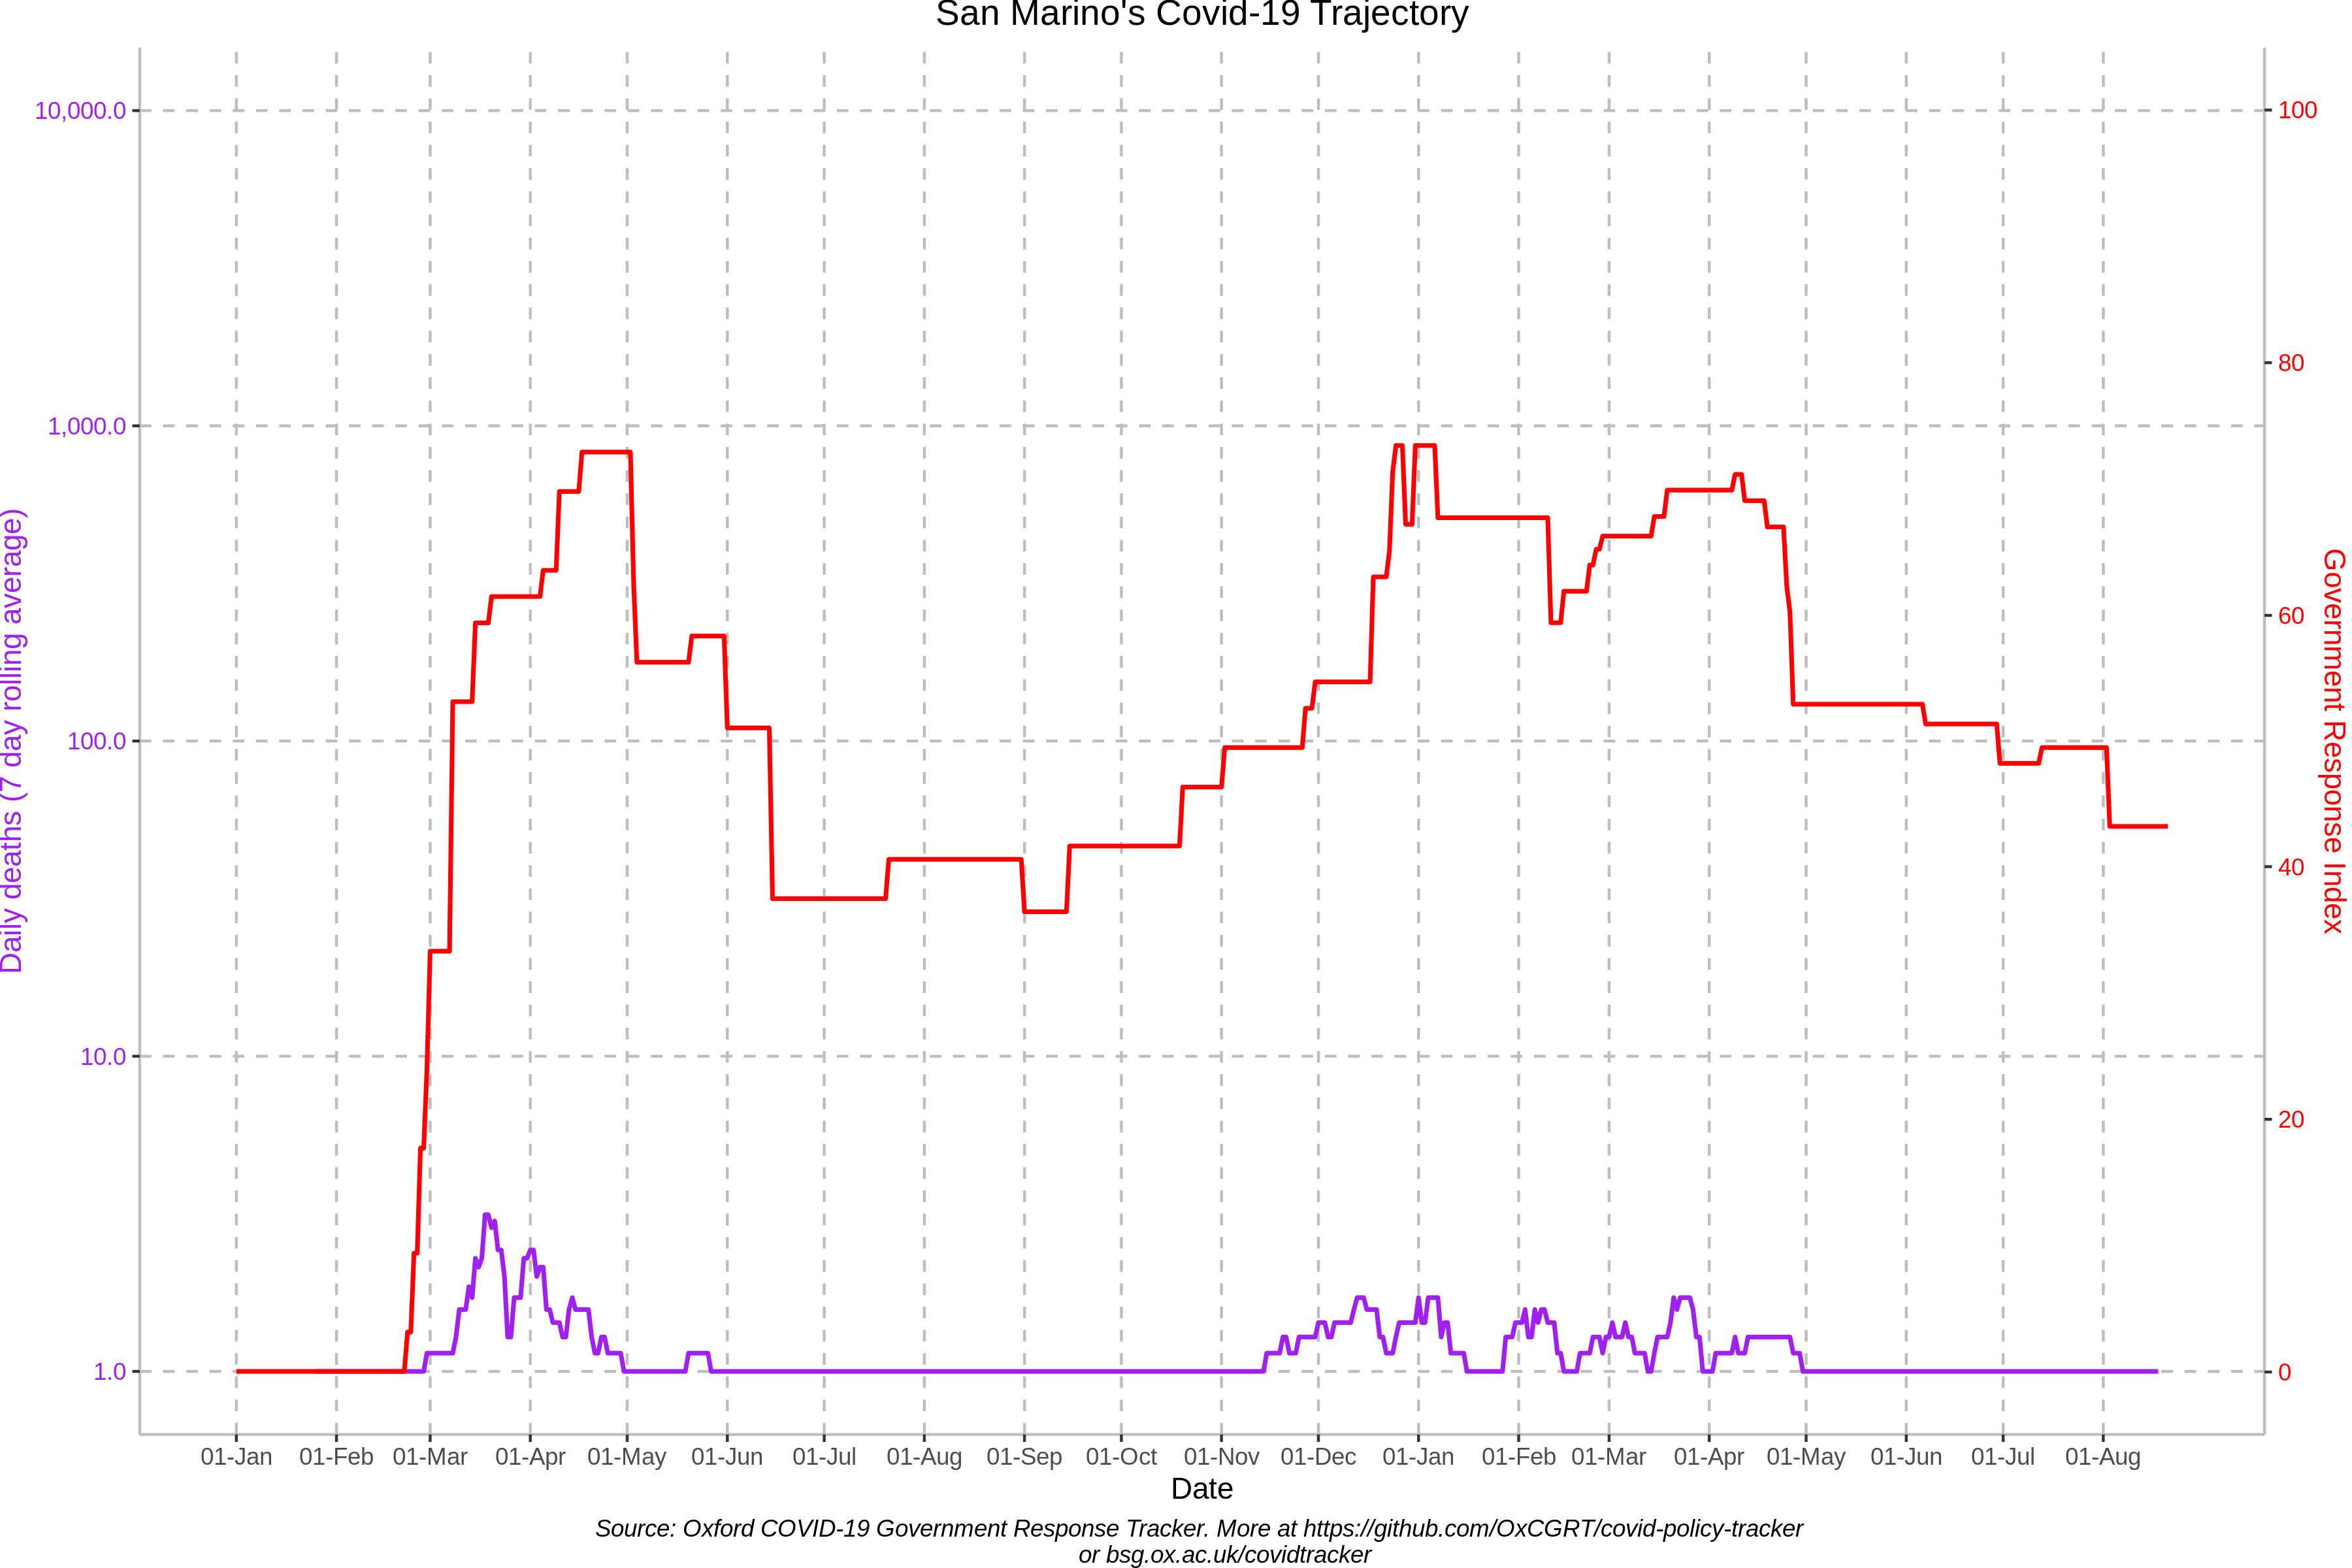 San Marino's Covid-19 Trajectory
10,000.0
1,000.0
100.0
10.0
1.0
Daily deaths (7 day rolling average)
100
80
60
40
20
0
Government Response Index
01-Jan 01-Feb 01-Mar 01-Apr 01-May 01-Jun 01-Jul 01-Aug 01-Sep 01-Oct 01-Nov 01-Dec 01-Jan 01-Feb 01-Mar 01-Apr 01-May 01-Jun 01-Jul 01-Aug
Date
Source: Oxford COVID-19 Government Response Tracker. More at https://github.com/OxCGRT/covid-policy-tracker
or bsg.ox.ac.uk/covidtracker